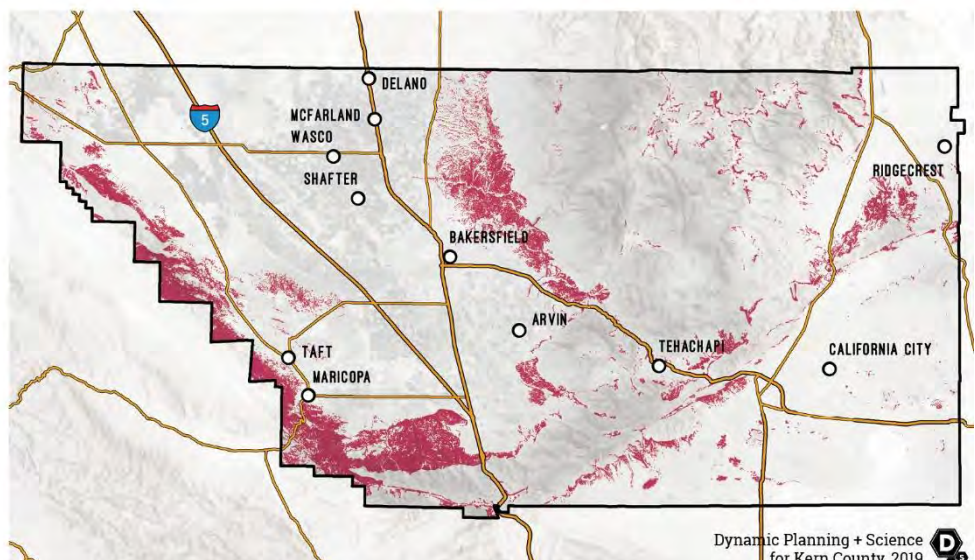 DELANO
MCFARLAND
5
WASCO
SHAFTER
RIDGECREST
BAKERSFIELD
ARVIN
TAFT
TEHACHAPI
CALIFORNIA CITY
MARICOPA
Dynamic Planning + Science
for Kern County, 2019
D